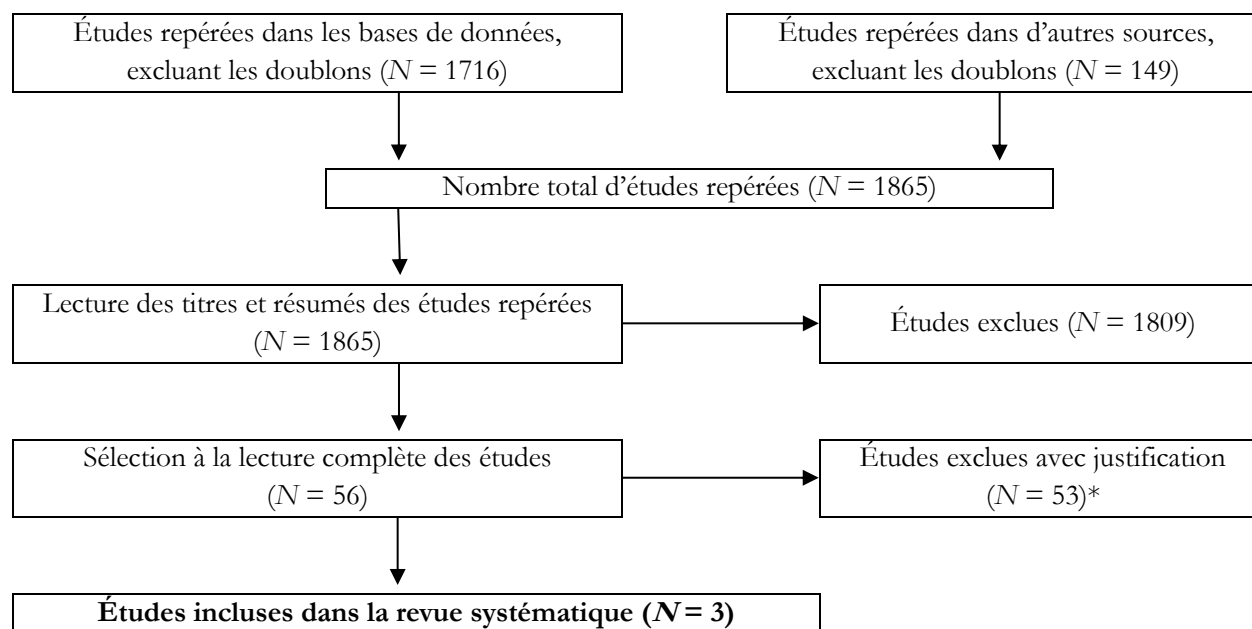 Études repérées dans les bases de données,
excluant les doublons (N = 1716)
Études repérées dans d’autres sources,
excluant les doublons (N = 149)
Nombre total d’études repérées (N = 1865)
Lecture des titres et résumés des études repérées
(N = 1865)
Études exclues (N = 1809)
Sélection à la lecture complète des études
(N = 56)
Études exclues avec justification
(N = 53)*
Études incluses dans la revue systématique (N = 3)